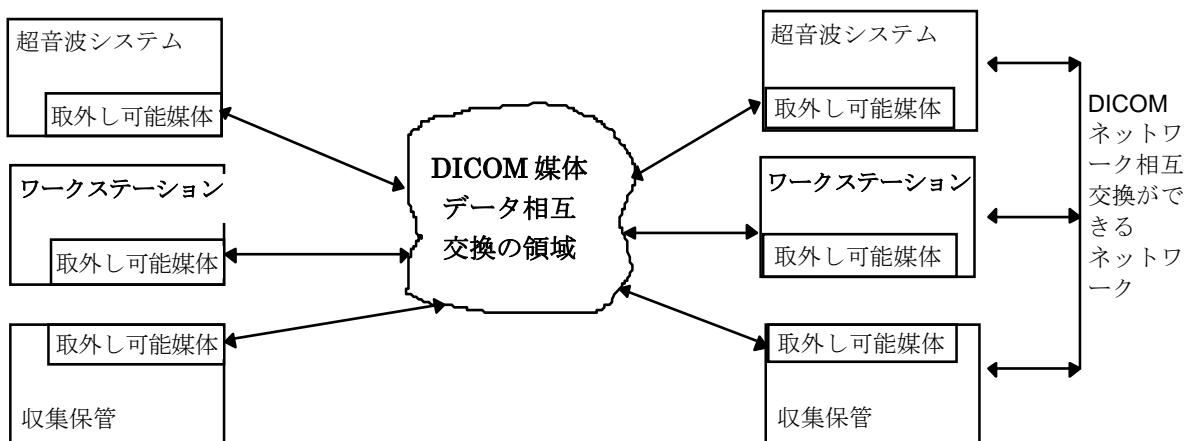 超音波システム
取外し可能媒体
ワークステーション
取外し可能媒体
取外し可能媒体
収集保管
DICOM 媒体
データ相互
交換の領域
超音波システム
取外し可能媒体
ワークステーション
取外し可能媒体
取外し可能媒体
収集保管
DICOM
ネットワ
ーク相互
交換がで
きる
ネットワ
ーク